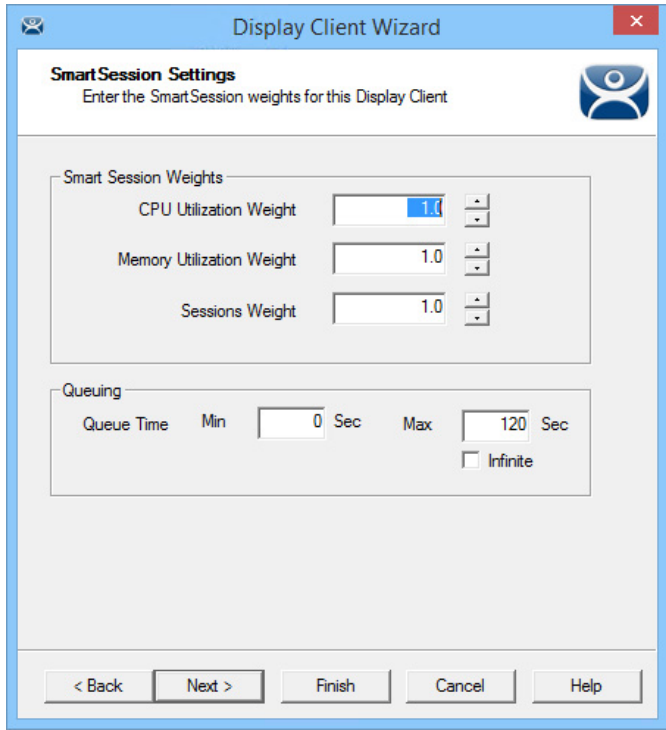 Display Client Wizard
SmartSession Settings
Enter the SmartSession weights for this Display Client
Smart Session Weights
CPU Utilization Weight 1.0
Memory Utilization Weight 1.0
Sessions Weight 1.0
Queuing
Queue Time Min 0 Sec Max 120 Sec
Infinite
< Back Next > Finish Cancel Help